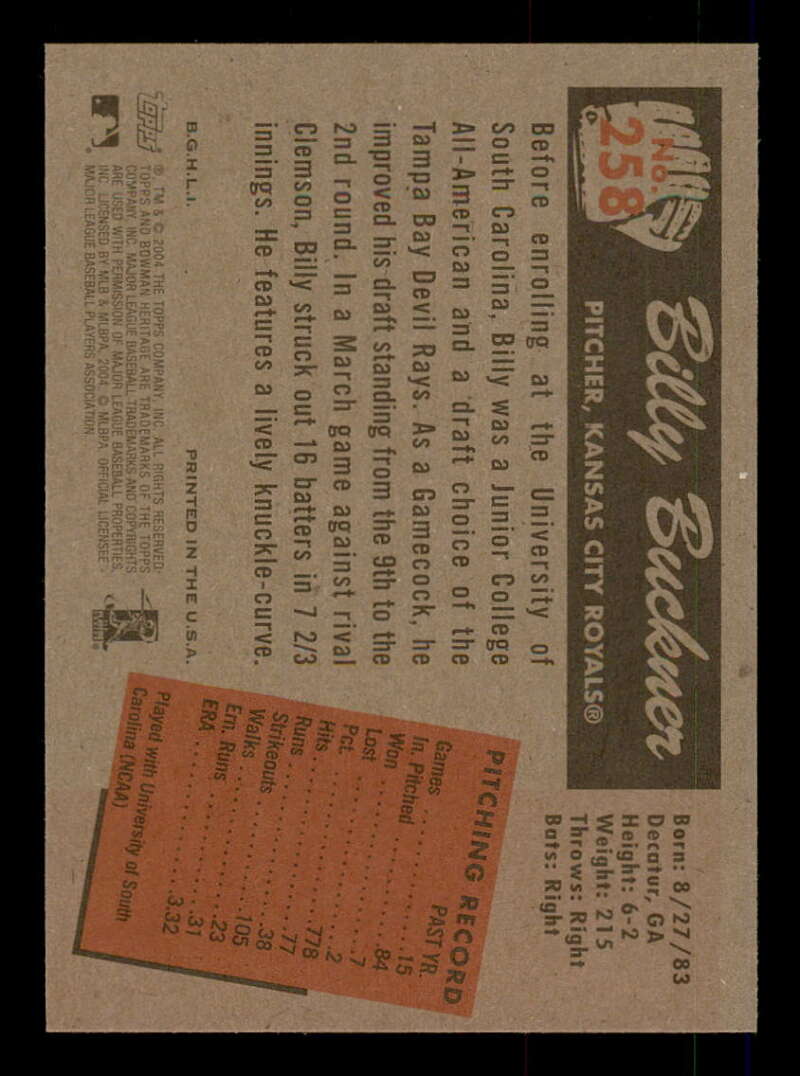 No. 258
Billy Buckner
PITCHER, KANSAS CITY ROYALS®
Born: 8/27/83
Decatur, GA
Height: 6-2
Weight: 215
Throws: Right
Bats: Right
Before enrolling at the University of
South Carolina, Billy was a Junior College
All-American and a draft choice of the
Tampa Bay Devil Rays. As a Gamecock, he
improved his draft standing from the 9th to the
2nd round. In a March game against rival
Clemson, Billy struck out 16 batters in 7 2/3
innings. He features a lively knuckle-curve.
PITCHING RECORD
PAST YR.
Games . . . . . . . . . . .15
In. Pitched . . . . . . . .84
Won . . . . . . . . . . . .7
Lost . . . . . . . . . . . .2
Pct. . . . . . . . . . . .778
Hits . . . . . . . . . . . .77
Runs . . . . . . . . . . .38
Strikeouts . . . . . . .105
Walks . . . . . . . . . . .23
Ern. Runs . . . . . . . .31
ERA . . . . . . . . . . .3.32
Played with University of South
Carolina (NCAA)
B.G.H.L.I. PRINTED IN THE U.S.A.
Topps
® TM & © 2004 THE TOPPS COMPANY, INC. ALL RIGHTS RESERVED.
TOPPS AND BOWMAN HERITAGE ARE TRADEMARKS OF THE TOPPS
COMPANY, INC. MAJOR LEAGUE BASEBALL TRADEMARKS AND COPYRIGHTS
ARE USED WITH PERMISSION OF MAJOR LEAGUE BASEBALL PROPERTIES,
INC. LICENSED BY MLB & MLBPA, 2004. © MLBPA. OFFICIAL LICENSEE-
MAJOR LEAGUE BASEBALL PLAYERS ASSOCIATION